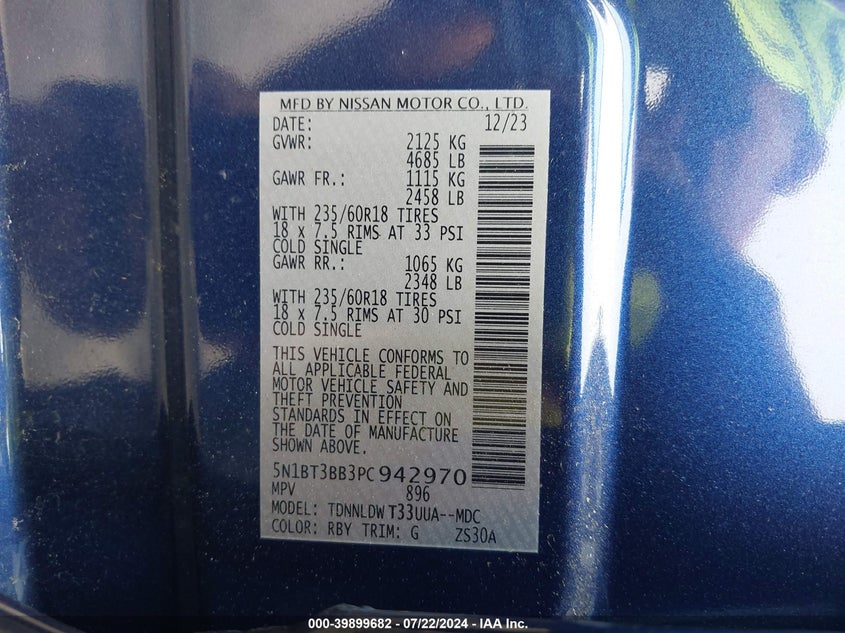 MFD BY NISSAN MOTOR CO., LTD.
DATE: 12/23
GVWR: 2125 KG
4685 LB
GAWR FR.: 1115 KG
2458 LB
WITH 235/60R18 TIRES
18 x 7.5 RIMS AT 33 PSI
COLD SINGLE
GAWR RR.: 1065 KG
2348 LB
WITH 235/60R18 TIRES
18 x 7.5 RIMS AT 30 PSI
COLD SINGLE
THIS VEHICLE CONFORMS TO
ALL APPLICABLE FEDERAL
MOTOR VEHICLE SAFETY AND
THEFT PREVENTION
STANDARDS IN EFFECT ON
THE DATE OF MANUFACTURE
SHOWN ABOVE.
5N1BT3BB3PC942970
MPV 896
MODEL: TDNNLDW T33UUA--MDC
COLOR: RBY TRIM: G ZS30A
000-39899682 - 07/22/2024 - IAA Inc.